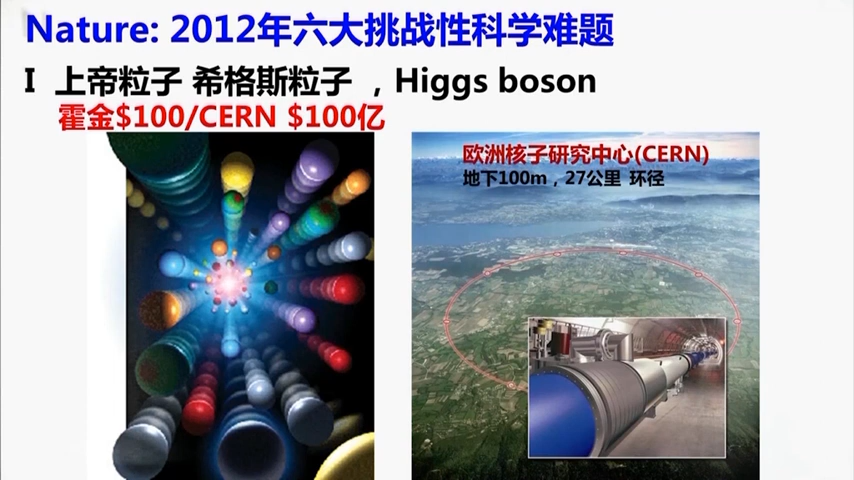 Nature: 2012年六大挑战性科学难题
I 上帝粒子 希格斯粒子 ，Higgs boson
霍金$100/CERN $100亿
欧洲核子研究中心(CERN)
地下100m，27公里 环径